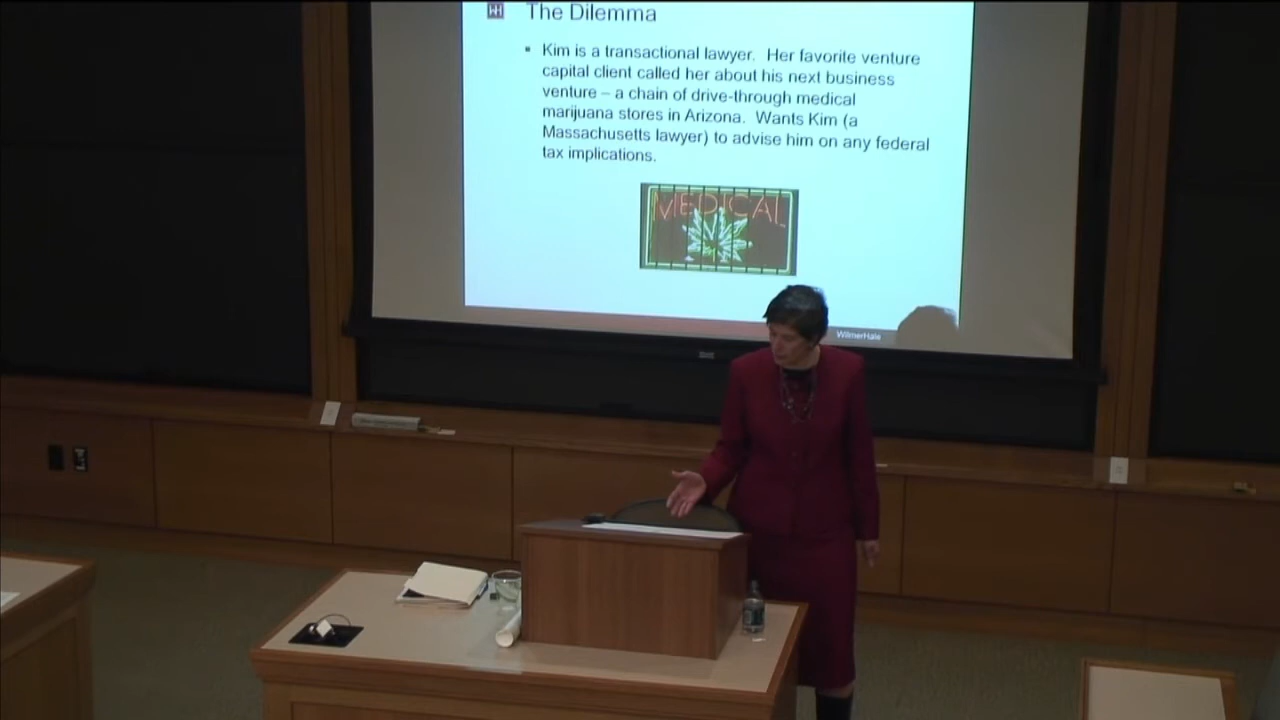 WH The Dilemma
▪ Kim is a transactional lawyer. Her favorite venture
capital client called her about his next business
venture – a chain of drive-through medical
marijuana stores in Arizona. Wants Kim (a
Massachusetts lawyer) to advise him on any federal
tax implications.
MEDICAL
WilmerHale